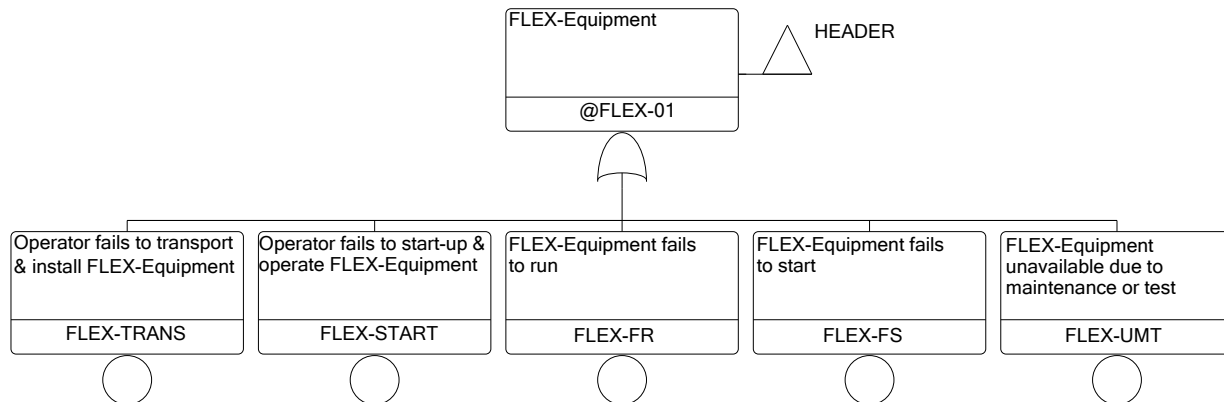 FLEX-Equipment
HEADER
@FLEX-01
Operator fails to transport
& install FLEX-Equipment
FLEX-TRANS
Operator fails to start-up &
operate FLEX-Equipment
FLEX-START
FLEX-Equipment fails
to run
FLEX-FR
FLEX-Equipment fails
to start
FLEX-FS
FLEX-Equipment
unavailable due to
maintenance or test
FLEX-UMT